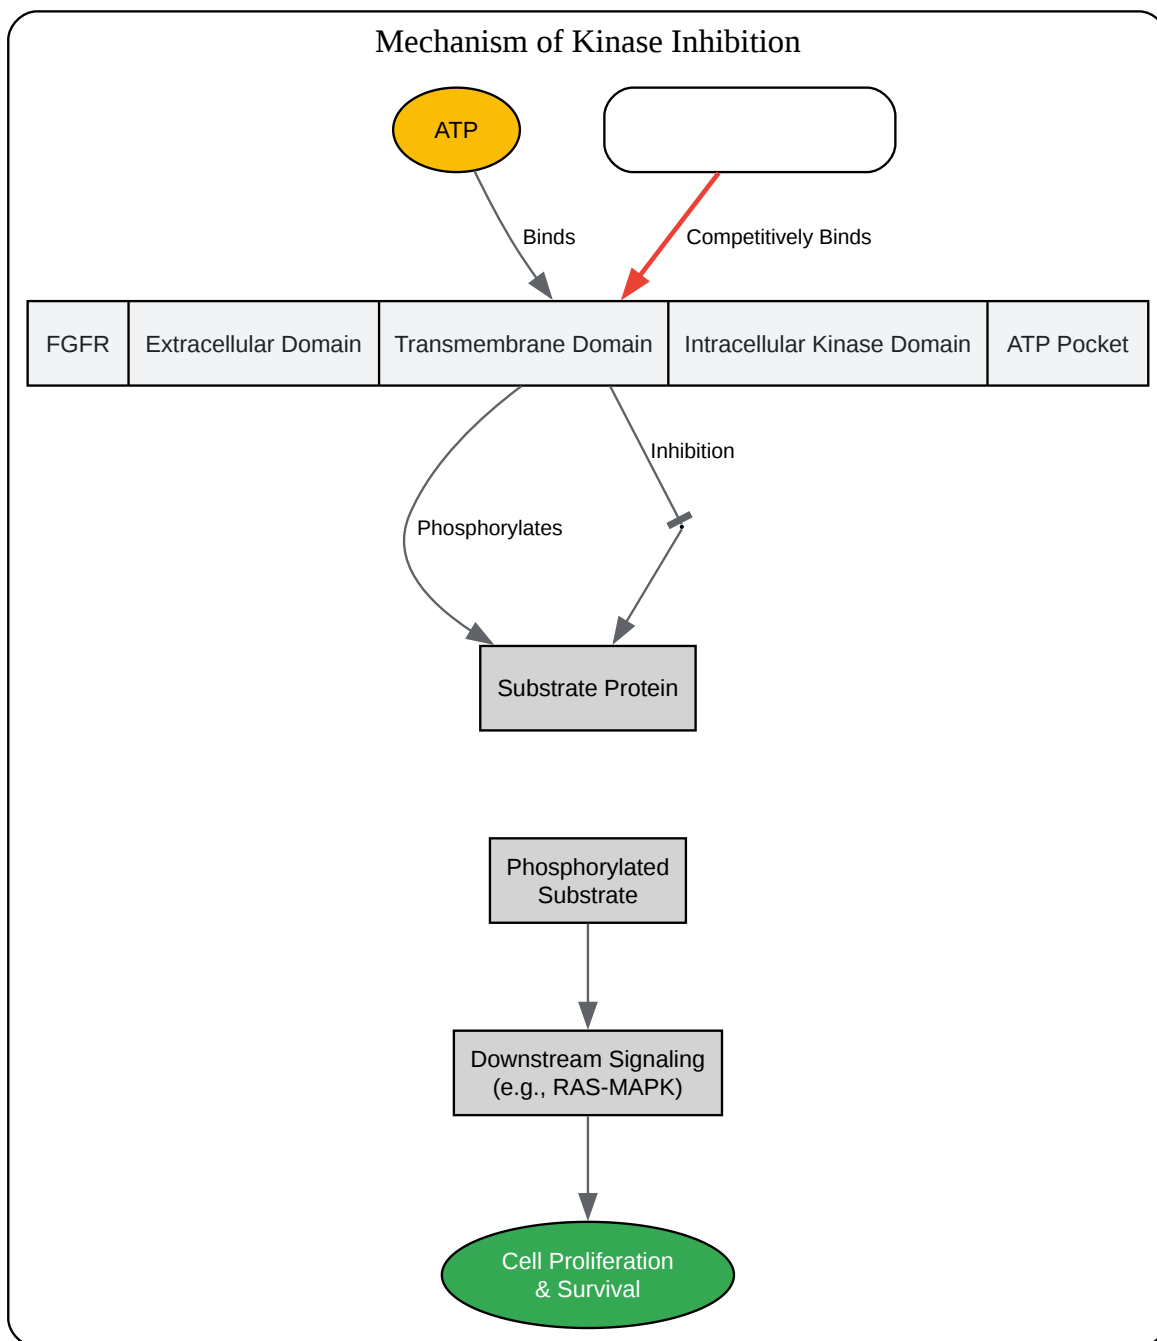 Mechanism of Kinase Inhibition
ATP
Binds
Competitively Binds
FGFR
Extracellular Domain
Transmembrane Domain
Intracellular Kinase Domain
ATP Pocket
Inhibition
Phosphorylates
Substrate Protein
Phosphorylated
Substrate
Downstream Signaling
(e.g., RAS-MAPK)
Cell Proliferation
& Survival